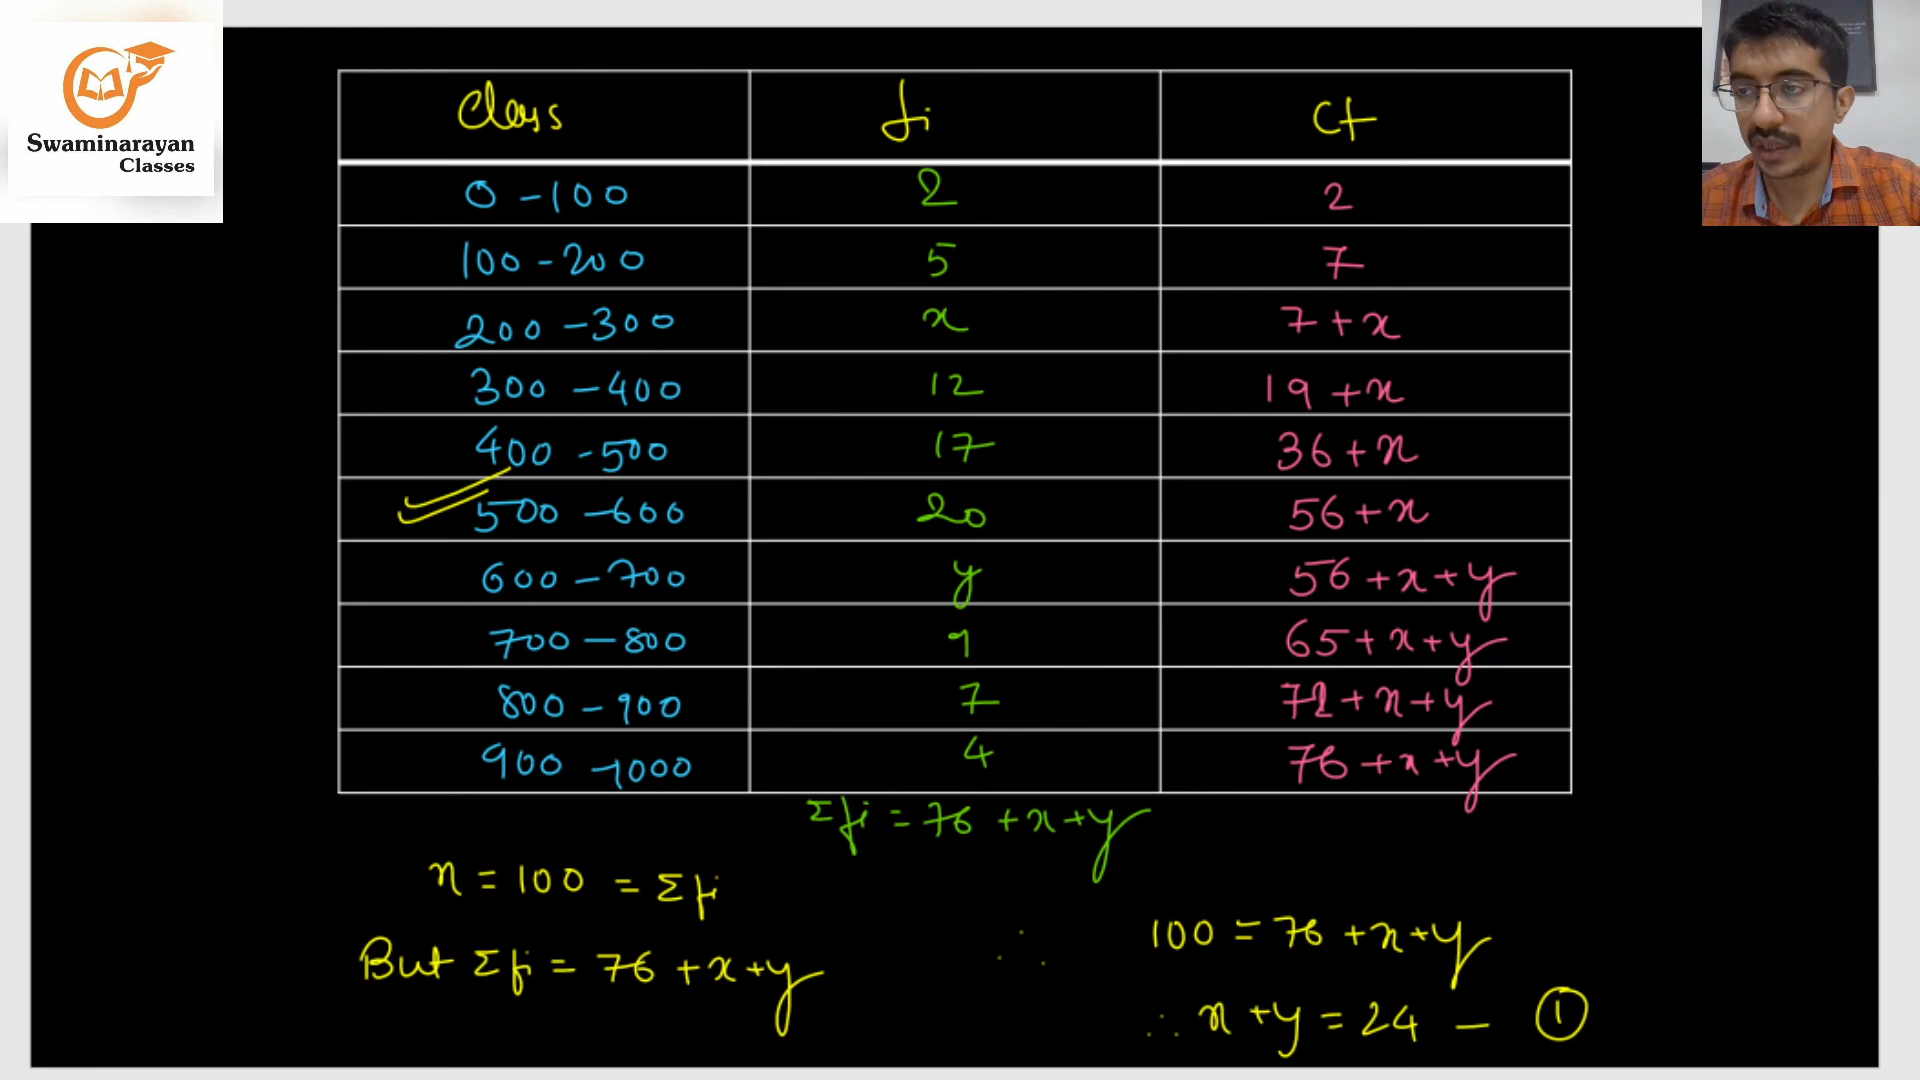 Swaminarayan
Classes
Class fi cf
0 - 100 2 2
100 - 200 5 7
200 - 300 x 7 + x
300 - 400 12 19 + x
400 - 500 17 36 + x
500 - 600 20 56 + x
600 - 700 y 56 + x + y
700 - 800 9 65 + x + y
800 - 900 7 72 + x + y
900 - 1000 4 76 + x + y
Σfi = 76 + x + y
n = 100 = Σfi
But Σfi = 76 + x + y
∴ 100 = 76 + x + y
∴ x + y = 24 — ①